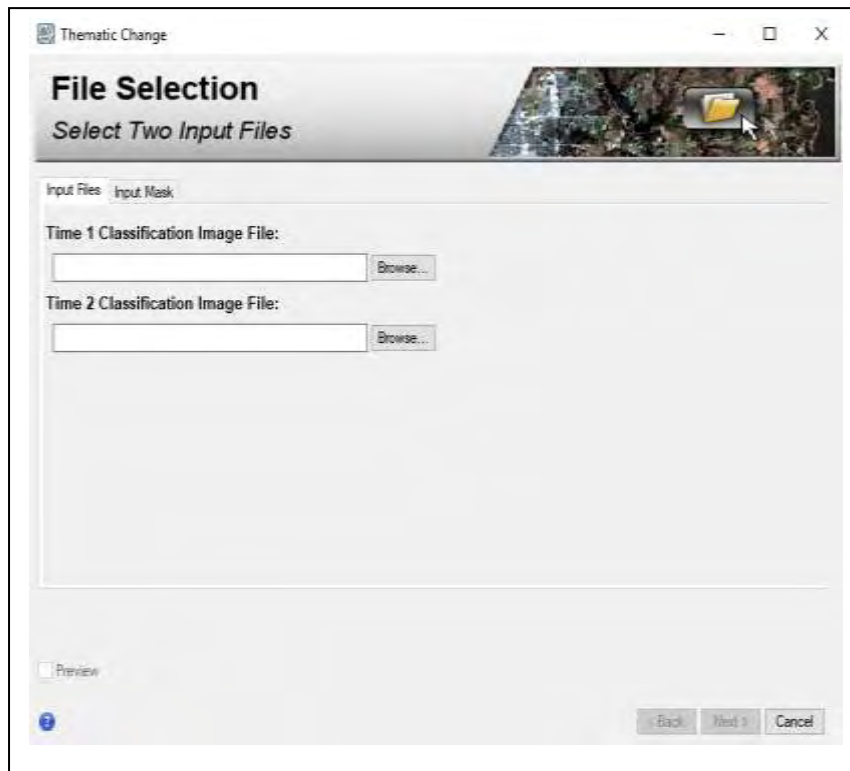 Thematic Change
File Selection
Select Two Input Files
Input Files Input Mask
Time 1 Classification Image File:
Browse...
Time 2 Classification Image File:
Browse...
Preview
< Back Next > Cancel